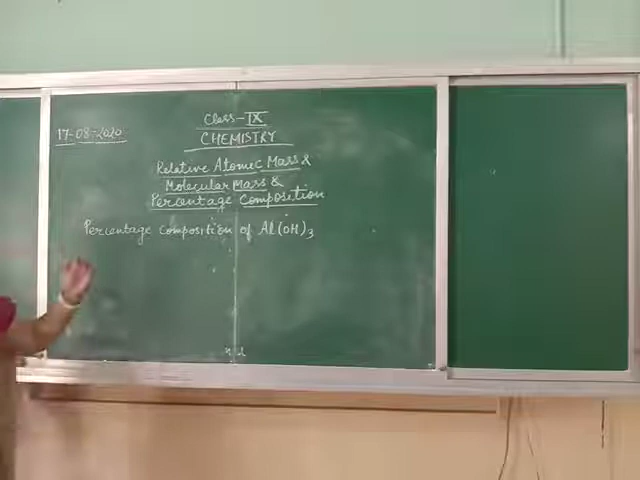 Class-IX
17-08-2020
CHEMISTRY
Relative Atomic Mass &
Molecular Mass &
Percentage Composition
Percentage composition of Al(OH)3